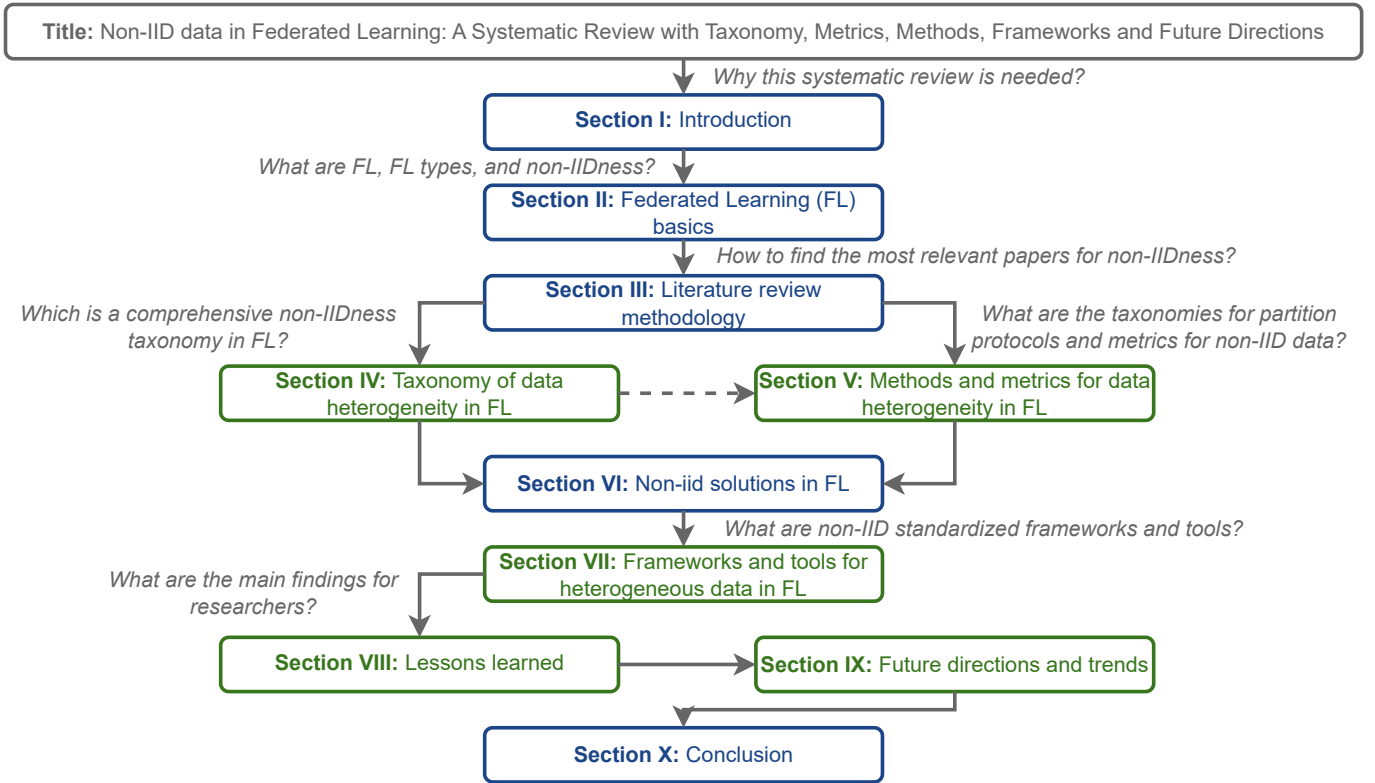 Title: Non-IID data in Federated Learning: A Systematic Review with Taxonomy, Metrics, Methods, Frameworks and Future Directions
Why this systematic review is needed?
Section I: Introduction
What are FL, FL types, and non-IIDness?
Section II: Federated Learning (FL)
basics
How to find the most relevant papers for non-IIDness?
Section III: Literature review
methodology
Which is a comprehensive non-IIDness
taxonomy in FL?
What are the taxonomies for partition
protocols and metrics for non-IID data?
Section IV: Taxonomy of data
heterogeneity in FL
Section V: Methods and metrics for data
heterogeneity in FL
Section VI: Non-iid solutions in FL
What are non-IID standardized frameworks and tools?
Section VII: Frameworks and tools for
heterogeneous data in FL
What are the main findings for
researchers?
Section VIII: Lessons learned
Section IX: Future directions and trends
Section X: Conclusion